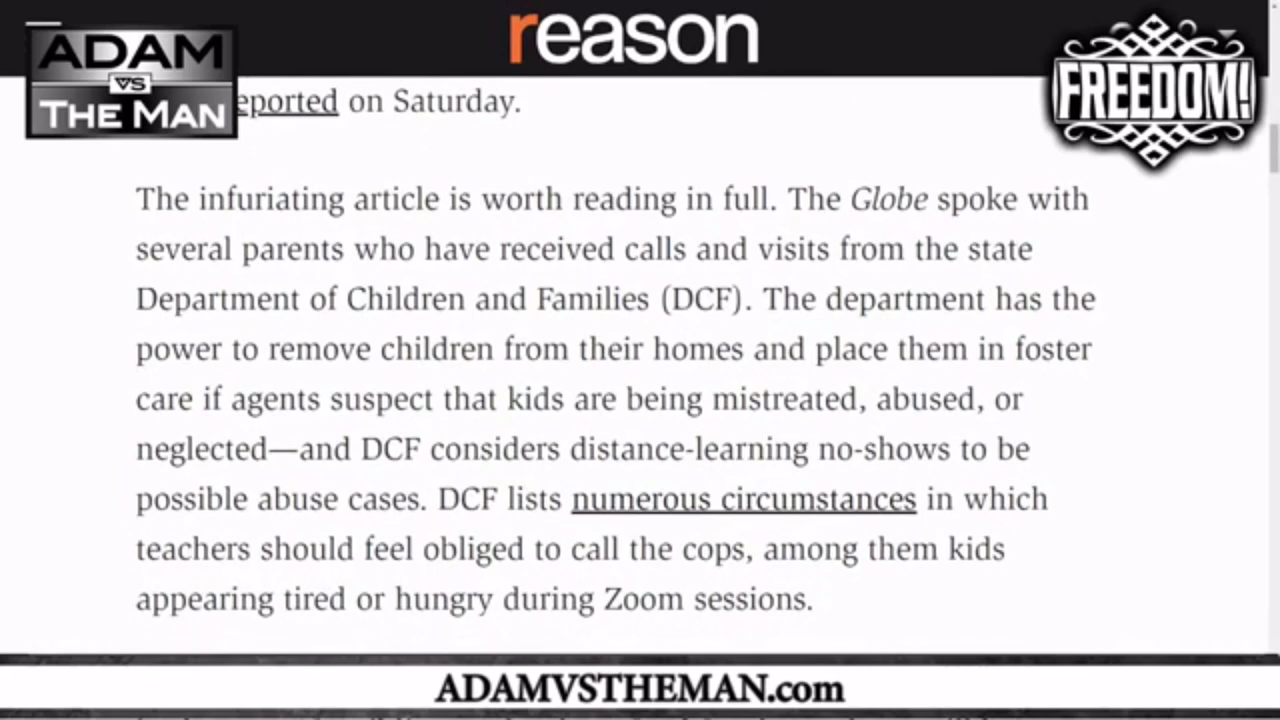 reason
ADAM
VS
THE MAN
FREEDOM!
eported on Saturday.
The infuriating article is worth reading in full. The Globe spoke with
several parents who have received calls and visits from the state
Department of Children and Families (DCF). The department has the
power to remove children from their homes and place them in foster
care if agents suspect that kids are being mistreated, abused, or
neglected—and DCF considers distance-learning no-shows to be
possible abuse cases. DCF lists numerous circumstances in which
teachers should feel obliged to call the cops, among them kids
appearing tired or hungry during Zoom sessions.
ADAMVSTHEMAN.com